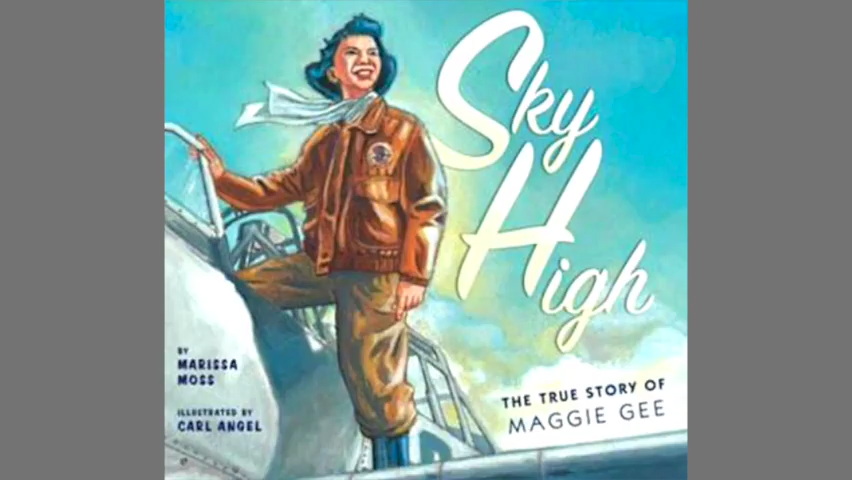 Sky
High
THE TRUE STORY OF
MAGGIE GEE
BY
MARISSA
MOSS
ILLUSTRATED BY
CARL ANGEL